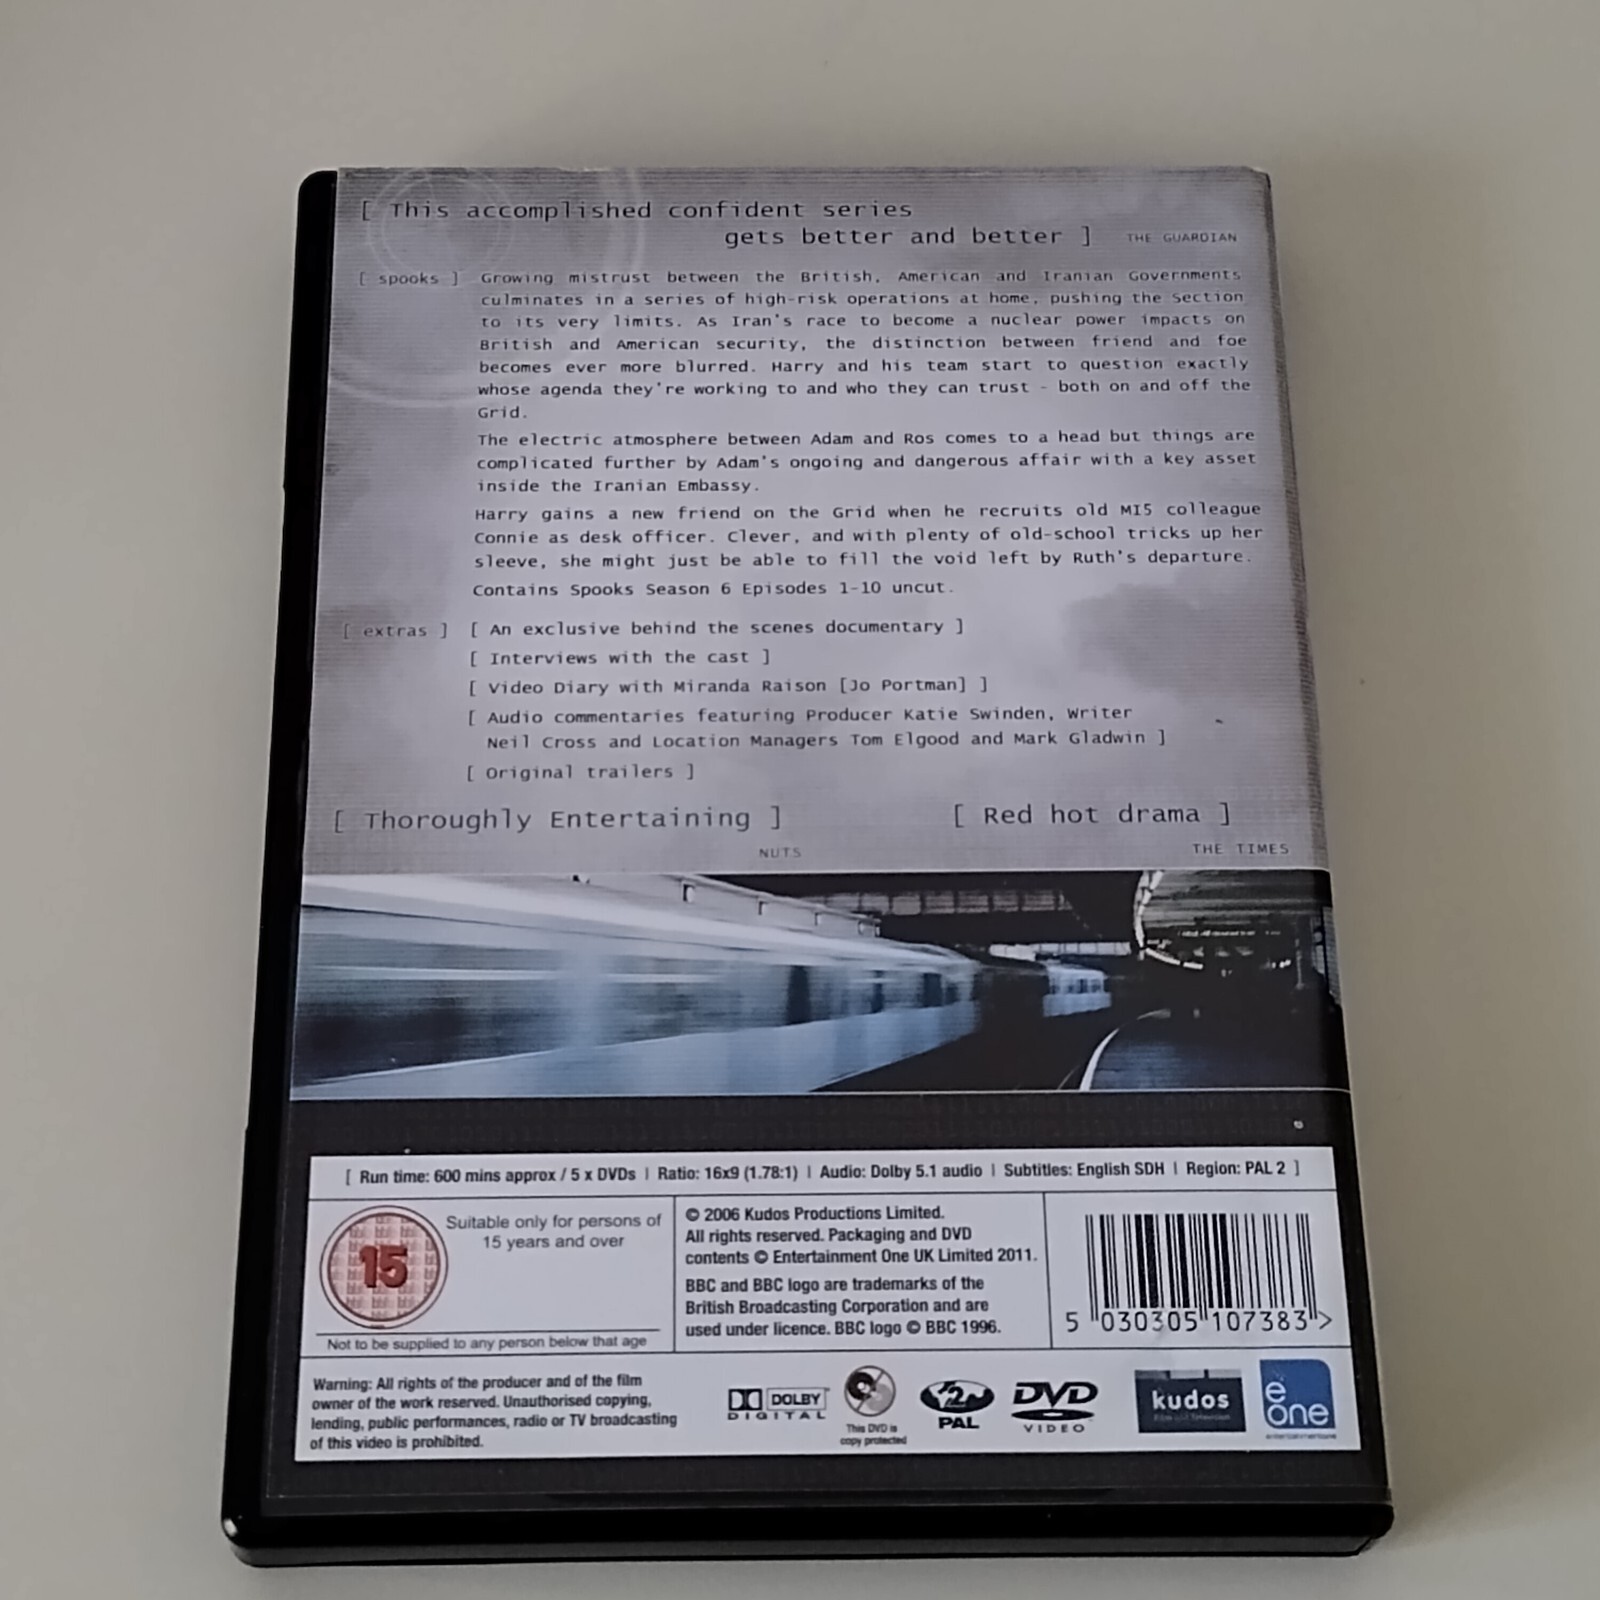 [ This accomplished confident series
gets better and better ] THE GUARDIAN
[ spooks ] Growing mistrust between the British, American and Iranian Governments
culminates in a series of high-risk operations at home, pushing the Section
to its very limits. As Iran's race to become a nuclear power impacts on
British and American security, the distinction between friend and foe
becomes ever more blurred. Harry and his team start to question exactly
whose agenda they're working to and who they can trust - both on and off the
Grid.
The electric atmosphere between Adam and Ros comes to a head but things are
complicated further by Adam's ongoing and dangerous affair with a key asset
inside the Iranian Embassy.
Harry gains a new friend on the Grid when he recruits old MI5 colleague
Connie as desk officer. Clever, and with plenty of old-school tricks up her
sleeve, she might just be able to fill the void left by Ruth's departure.
Contains Spooks Season 6 Episodes 1-10 uncut.
[ extras ] [ An exclusive behind the scenes documentary ]
[ Interviews with the cast ]
[ Video Diary with Miranda Raison [Jo Portman] ]
[ Audio commentaries featuring Producer Katie Swinden, Writer
Neil Cross and Location Managers Tom Elgood and Mark Gladwin ]
[ Original trailers ]
[ Thoroughly Entertaining ] [ Red hot drama ]
NUTS THE TIMES
[ Run time: 600 mins approx / 5 x DVDs | Ratio: 16x9 (1.78:1) | Audio: Dolby 5.1 audio | Subtitles: English SDH | Region: PAL 2 ]
15
Suitable only for persons of
15 years and over
Not to be supplied to any person below that age
© 2006 Kudos Productions Limited.
All rights reserved. Packaging and DVD
contents © Entertainment One UK Limited 2011.
BBC and BBC logo are trademarks of the
British Broadcasting Corporation and are
used under licence. BBC logo © BBC 1996.
5 030305 107383 >
Warning: All rights of the producer and of the film
owner of the work reserved. Unauthorised copying,
lending, public performances, radio or TV broadcasting
of this video is prohibited.
DOLBY
DIGITAL
This DVD is
copy protected
2
PAL
DVD
VIDEO
kudos
Film and Television
e
one
entertainment one